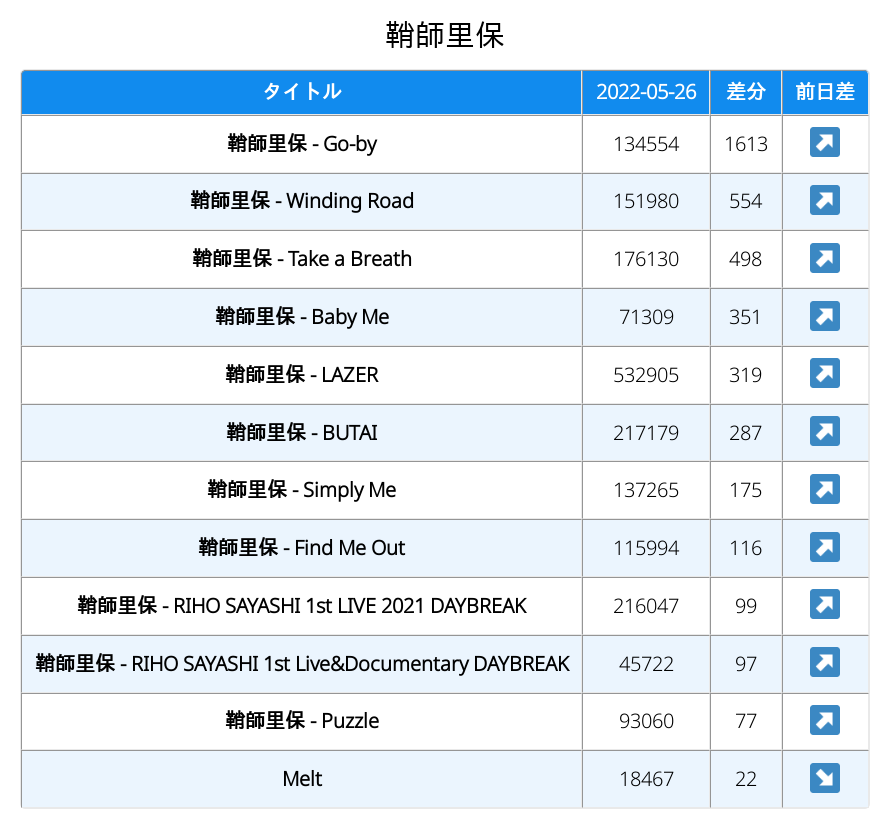 鞘師里保
タイトル 2022-05-26 差分 前日差
鞘師里保 - Go-by 134554 1613
鞘師里保 - Winding Road 151980 554
鞘師里保 - Take a Breath 176130 498
鞘師里保 - Baby Me 71309 351
鞘師里保 - LAZER 532905 319
鞘師里保 - BUTAI 217179 287
鞘師里保 - Simply Me 137265 175
鞘師里保 - Find Me Out 115994 116
鞘師里保 - RIHO SAYASHI 1st LIVE 2021 DAYBREAK 216047 99
鞘師里保 - RIHO SAYASHI 1st Live&Documentary DAYBREAK 45722 97
鞘師里保 - Puzzle 93060 77
Melt 18467 22